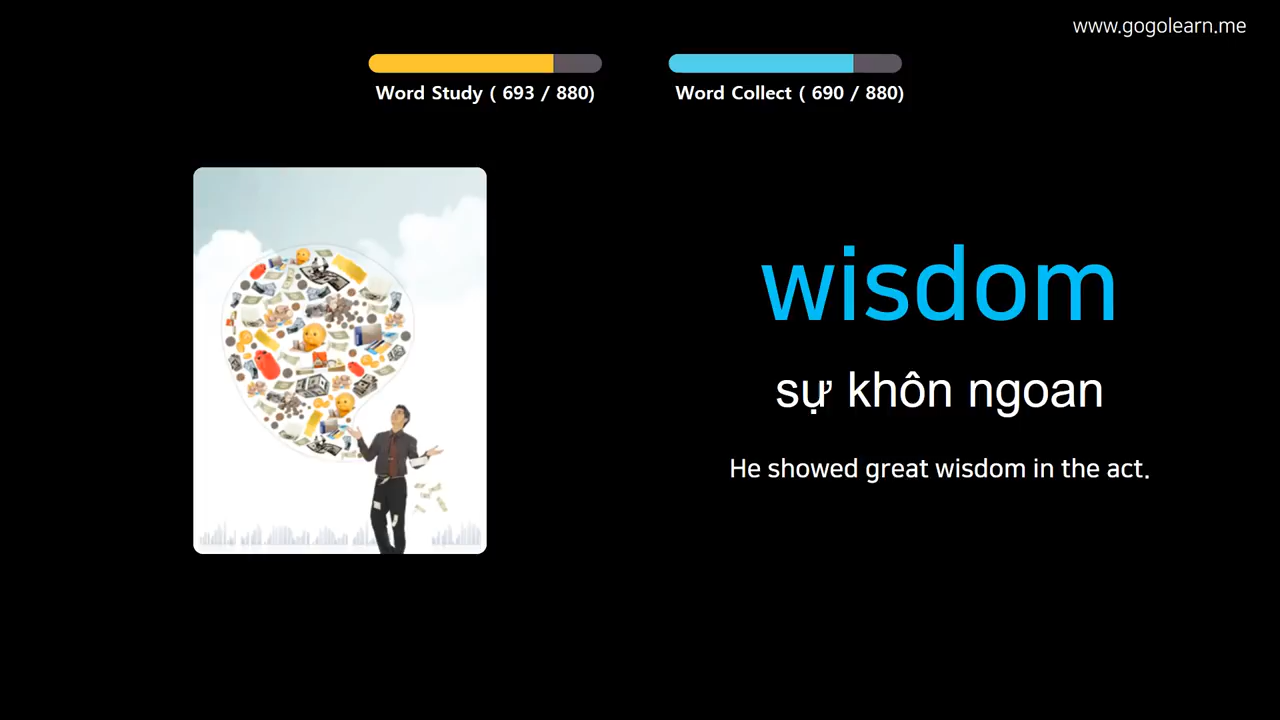 www.gogolearn.me
Word Study ( 693 / 880)
Word Collect ( 690 / 880)
wisdom
sự khôn ngoan
He showed great wisdom in the act.